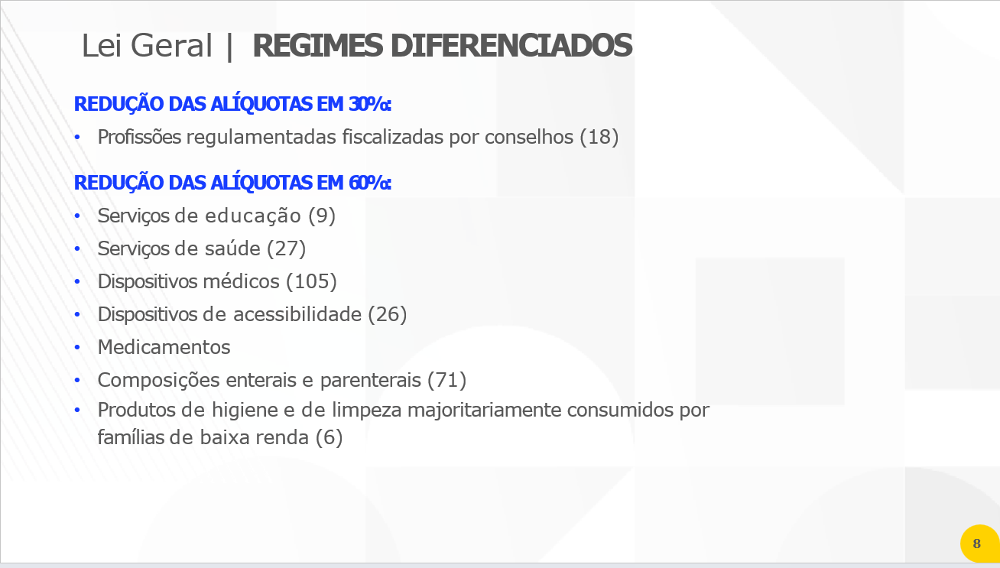 Lei Geral | REGIMES DIFERENCIADOS
REDUÇÃO DAS ALÍQUOTAS EM 30%:
• Profissões regulamentadas fiscalizadas por conselhos (18)
REDUÇÃO DAS ALÍQUOTAS EM 60%:
• Serviços de educação (9)
• Serviços de saúde (27)
• Dispositivos médicos (105)
• Dispositivos de acessibilidade (26)
• Medicamentos
• Composições enterais e parenterais (71)
• Produtos de higiene e de limpeza majoritariamente consumidos por
famílias de baixa renda (6)
8